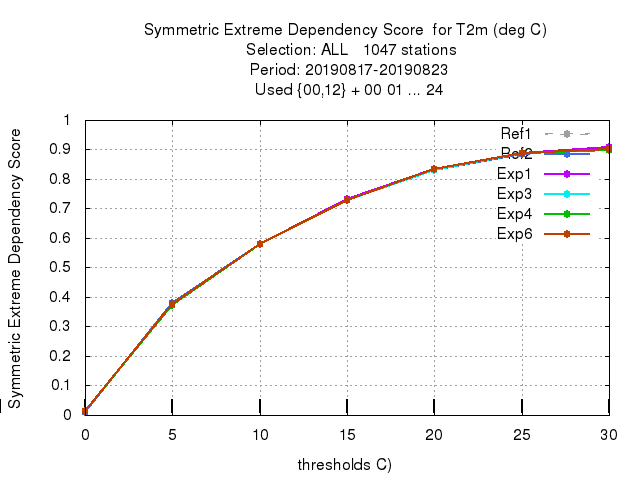 Symmetric Extreme Dependency Score for T2m (deg C)
Selection: ALL 1047 stations
Period: 20190817-20190823
Used {00,12} + 00 01 ... 24
Symmetric Extreme Dependency Score
1
0.9
0.8
0.7
0.6
0.5
0.4
0.3
0.2
0.1
0
Ref1
Ref2
Exp1
Exp3
Exp4
Exp6
0 5 10 15 20 25 30
thresholds C)